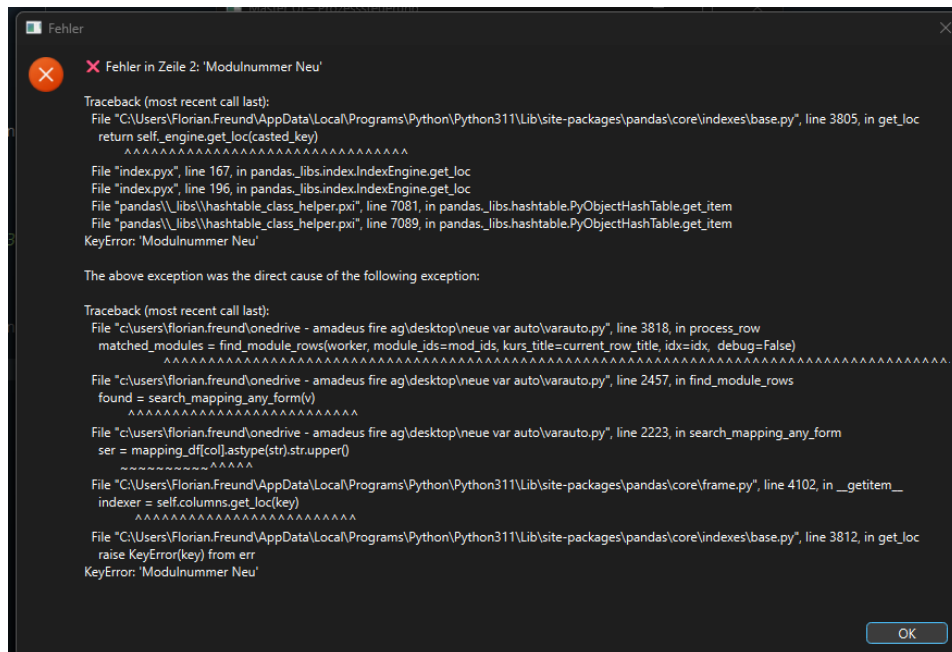 Fehler
❌ Fehler in Zeile 2: 'Modulnummer Neu'
Traceback (most recent call last):
File "C:\Users\Florian.Freund\AppData\Local\Programs\Python\Python311\Lib\site-packages\pandas\core\indexes\base.py", line 3805, in get_loc
return self._engine.get_loc(casted_key)
^^^^^^^^^^^^^^^^^^^^^^^^^^^^^^^^
File "index.pyx", line 167, in pandas._libs.index.IndexEngine.get_loc
File "index.pyx", line 196, in pandas._libs.index.IndexEngine.get_loc
File "pandas\\_libs\\hashtable_class_helper.pxi", line 7081, in pandas._libs.hashtable.PyObjectHashTable.get_item
File "pandas\\_libs\\hashtable_class_helper.pxi", line 7089, in pandas._libs.hashtable.PyObjectHashTable.get_item
KeyError: 'Modulnummer Neu'
The above exception was the direct cause of the following exception:
Traceback (most recent call last):
File "c:\users\florian.freund\onedrive - amadeus fire ag\desktop\neue var auto\varauto.py", line 3818, in process_row
matched_modules = find_module_rows(worker, module_ids=mod_ids, kurs_title=current_row_title, idx=idx,  debug=False)
^^^^^^^^^^^^^^^^^^^^^^^^^^^^^^^^^^^^^^^^^^^^^^^^^^^^^^^^^^^^^^^^^^^^^^^^^^^^^^^^^^^^^^^^^^^^^^^^^
File "c:\users\florian.freund\onedrive - amadeus fire ag\desktop\neue var auto\varauto.py", line 2457, in find_module_rows
found = search_mapping_any_form(v)
^^^^^^^^^^^^^^^^^^^^^^^^^^
File "c:\users\florian.freund\onedrive - amadeus fire ag\desktop\neue var auto\varauto.py", line 2223, in search_mapping_any_form
ser = mapping_df[col].astype(str).str.upper()
~~~~~~~~~~^^^^^
File "C:\Users\Florian.Freund\AppData\Local\Programs\Python\Python311\Lib\site-packages\pandas\core\frame.py", line 4102, in __getitem__
indexer = self.columns.get_loc(key)
^^^^^^^^^^^^^^^^^^^^^^^^^
File "C:\Users\Florian.Freund\AppData\Local\Programs\Python\Python311\Lib\site-packages\pandas\core\indexes\base.py", line 3812, in get_loc
raise KeyError(key) from err
KeyError: 'Modulnummer Neu'
OK